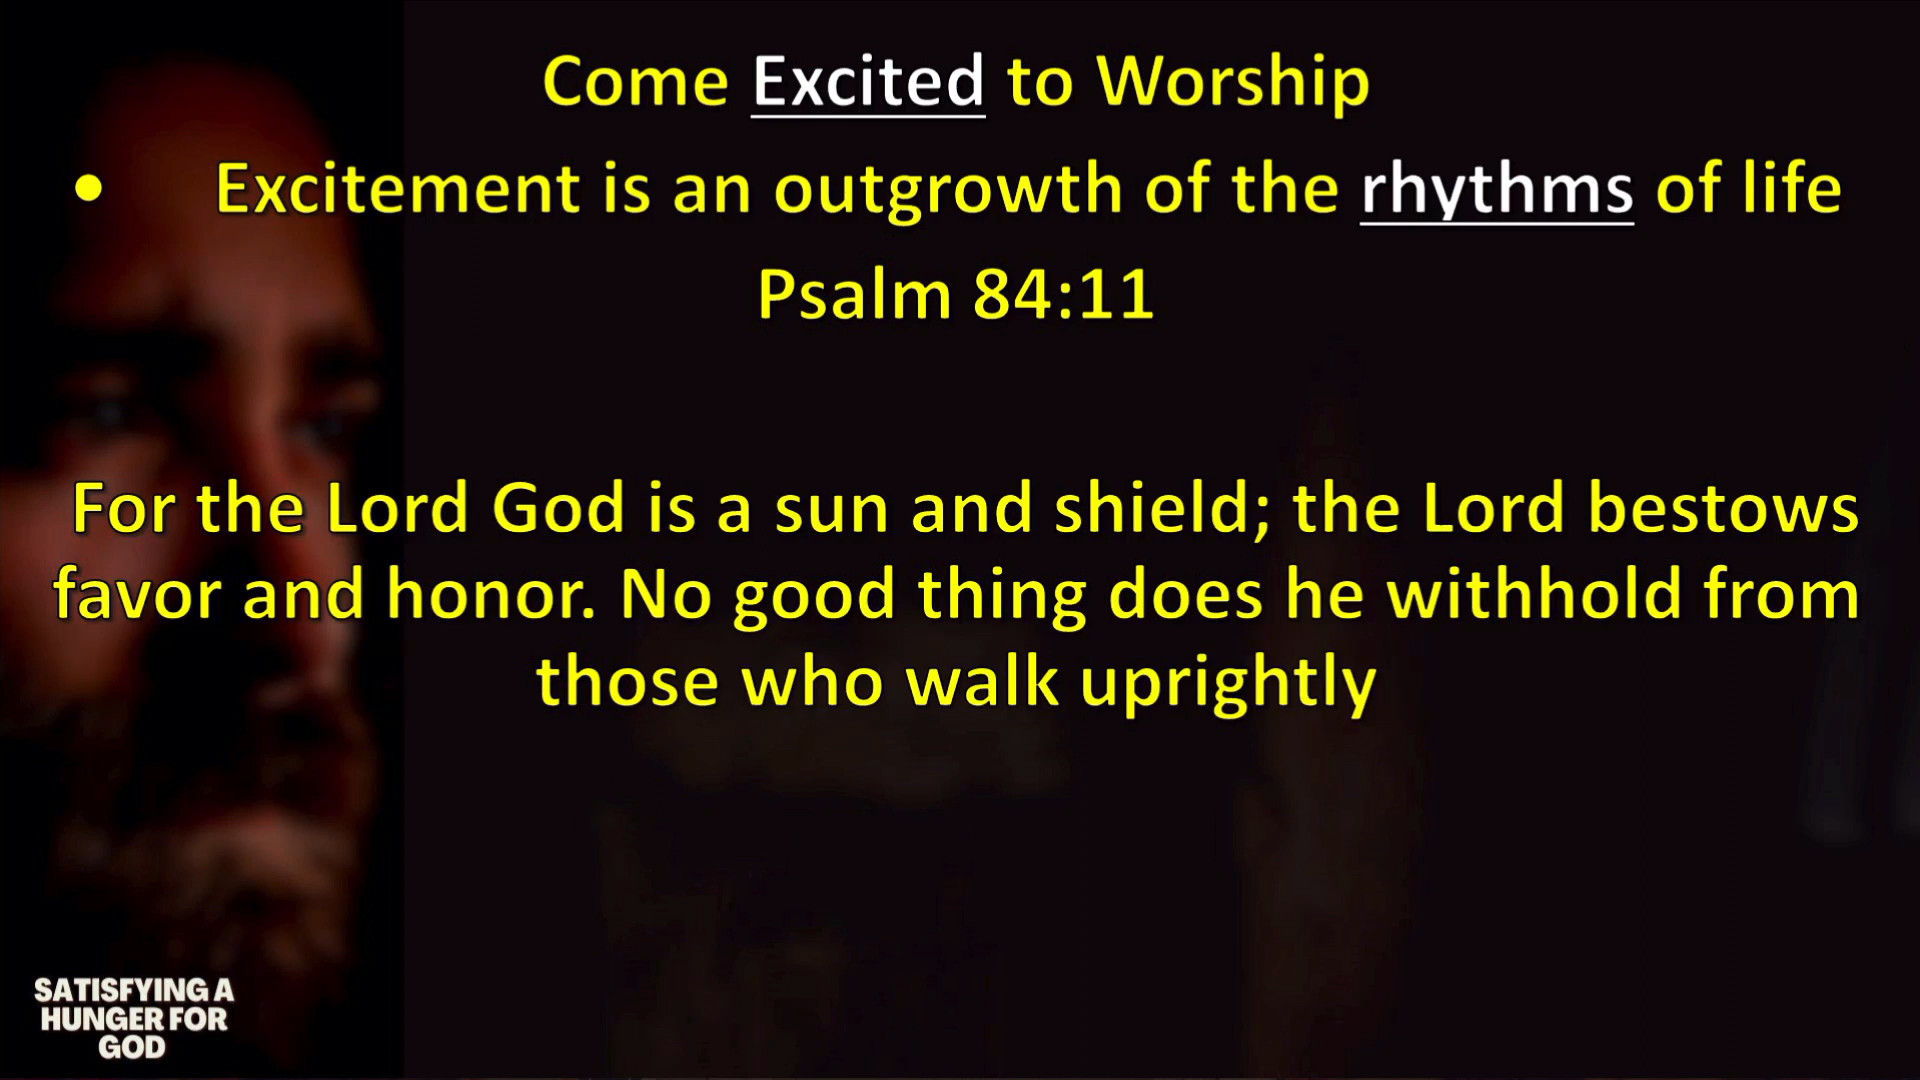 Come Excited to Worship
• Excitement is an outgrowth of the rhythms of life
Psalm 84:11
For the Lord God is a sun and shield; the Lord bestows
favor and honor. No good thing does he withhold from
those who walk uprightly
SATISFYING A
HUNGER FOR
GOD